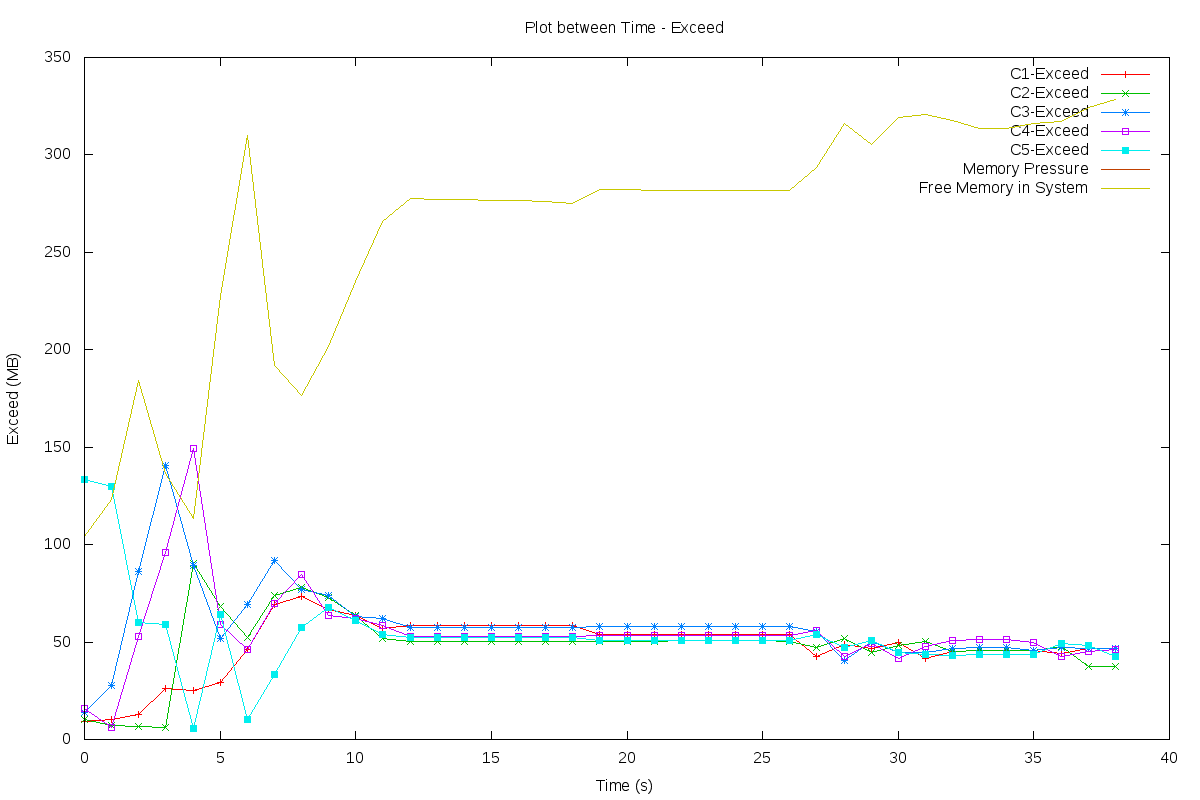 Plot between Time - Exceed
350
300
250
200
150
100
50
0
Exceed (MB)
C1-Exceed
C2-Exceed
C3-Exceed
C4-Exceed
C5-Exceed
Memory Pressure
Free Memory in System
0 5 10 15 20 25 30 35 40
Time (s)